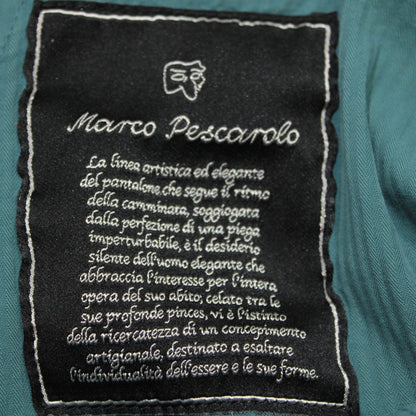 Marco Pescarolo
La linea artistica ed elegante
del pantalone, che segue il ritmo
della camminata, soggiogata
dalla perfezione di una piega
imperturbabile, è il desiderio
silente dell'uomo elegante che
abbraccia l'interesse per l'intera
opera del suo abito; celato tra le
sue profonde pinces, vi è l'istinto
della ricercatezza di un concepimento
artigianale, destinato a esaltare
l'individualità dell'essere e le sue forme.